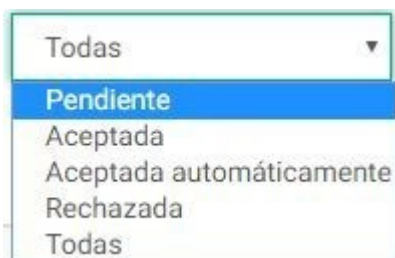 Todas
Pendiente
Aceptada
Aceptada automáticamente
Rechazada
Todas